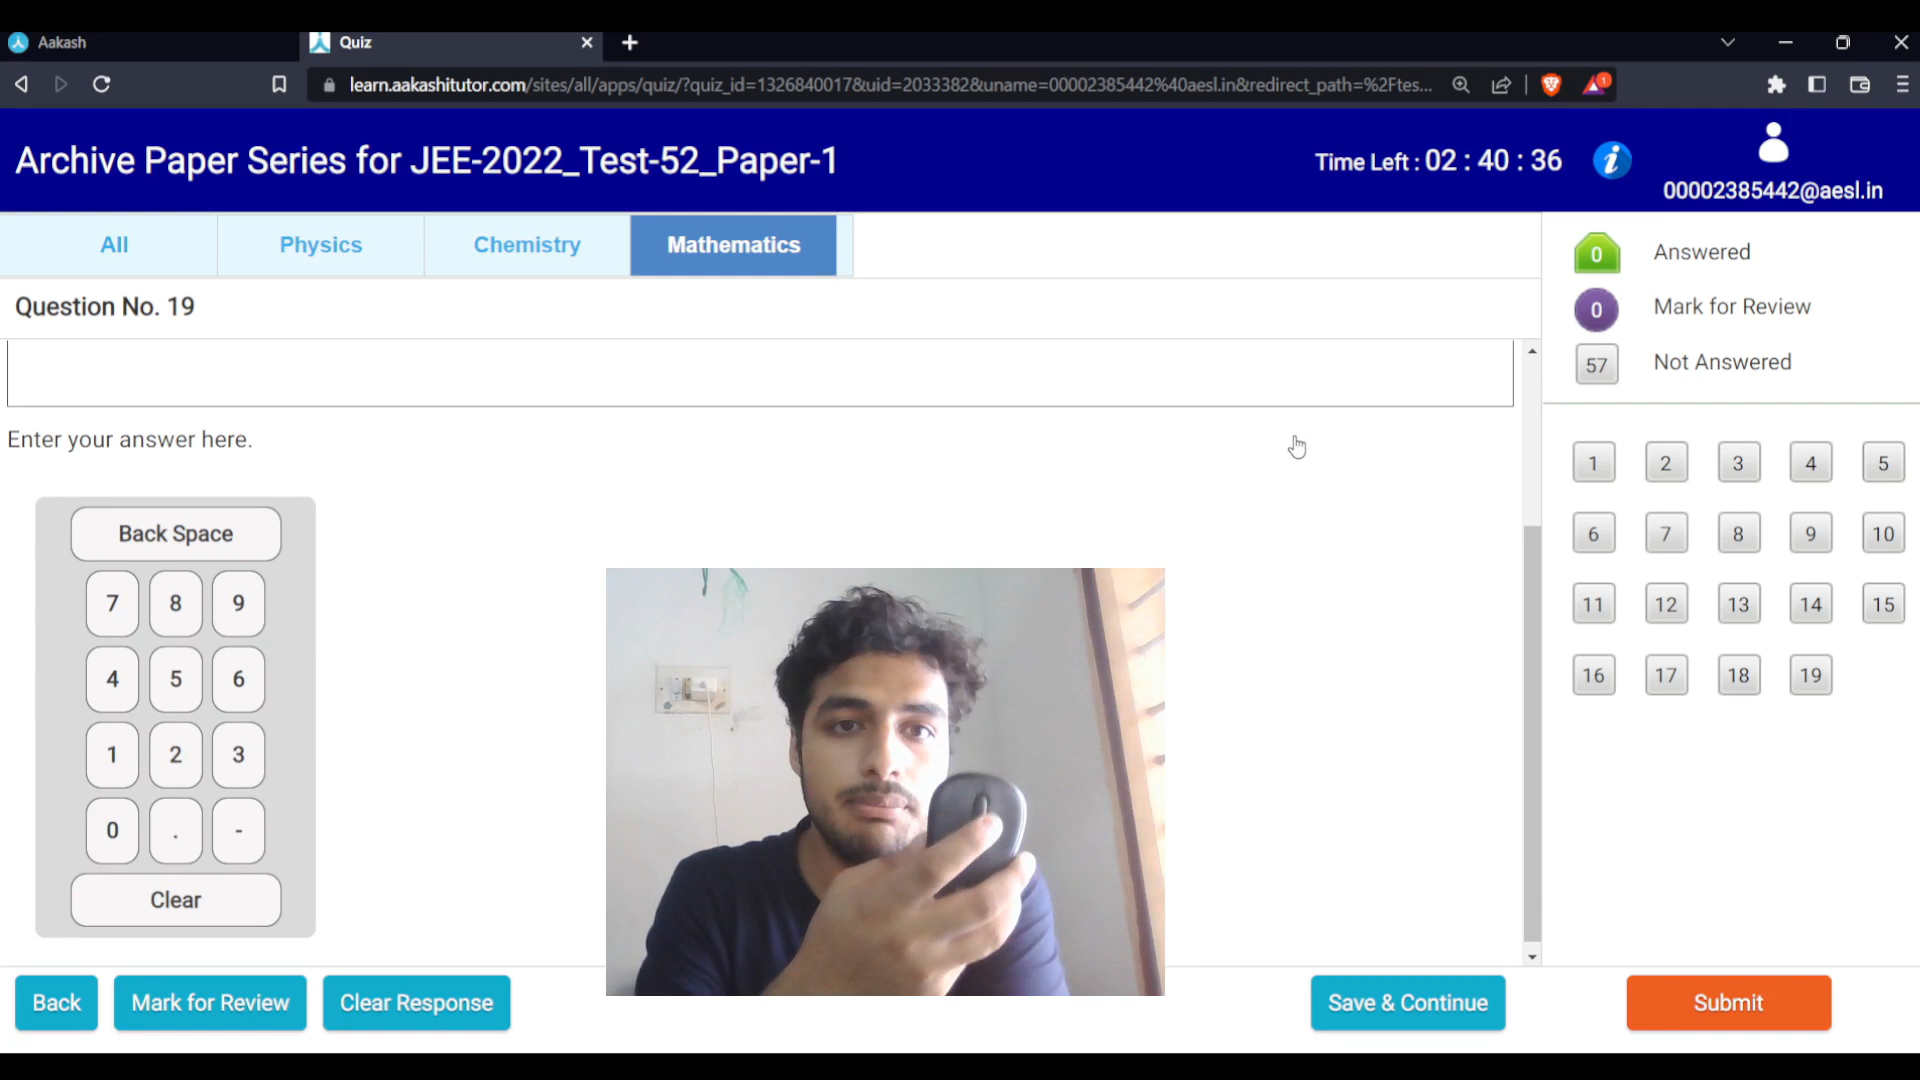 Aakash
Quiz
learn.aakashitutor.com/sites/all/apps/quiz/?quiz_id=1326840017&uid=2033382&uname=00002385442%40aesl.in&redirect_path=%2Ftes...
1
Archive Paper Series for JEE-2022_Test-52_Paper-1
Time Left : 02 : 40 : 36
i
00002385442@aesl.in
All Physics Chemistry Mathematics
Question No. 19
0 Answered
0 Mark for Review
57 Not Answered
Enter your answer here.
Back Space
7 8 9
4 5 6
1 2 3
0 . -
Clear
1 2 3 4 5
6 7 8 9 10
11 12 13 14 15
16 17 18 19
Back Mark for Review Clear Response Save & Continue Submit